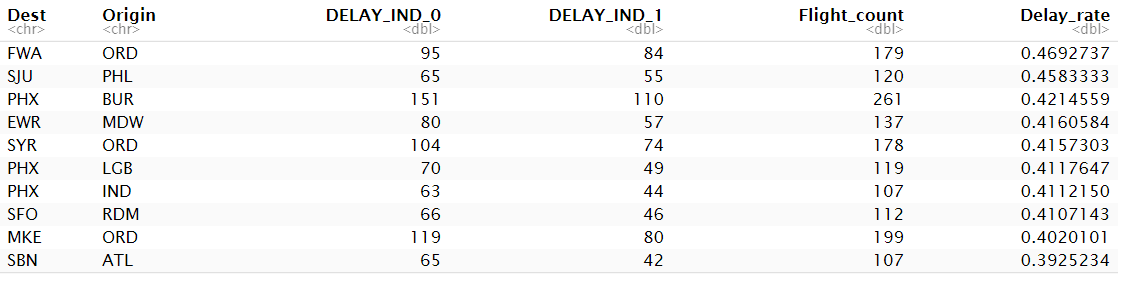 Dest Origin DELAY_IND_0 DELAY_IND_1 Flight_count Delay_rate
<chr> <chr> <dbl> <dbl> <dbl> <dbl>
FWA ORD 95 84 179 0.4692737
SJU PHL 65 55 120 0.4583333
PHX BUR 151 110 261 0.4214559
EWR MDW 80 57 137 0.4160584
SYR ORD 104 74 178 0.4157303
PHX LGB 70 49 119 0.4117647
PHX IND 63 44 107 0.4112150
SFO RDM 66 46 112 0.4107143
MKE ORD 119 80 199 0.4020101
SBN ATL 65 42 107 0.3925234